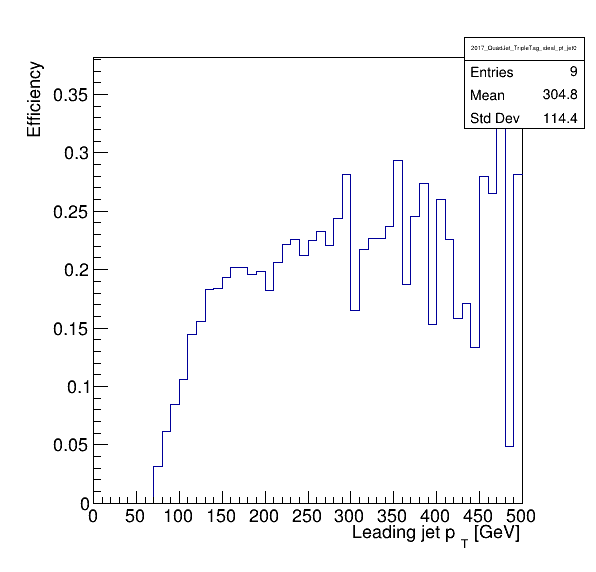 2017_QuadJet_TripleTag_ideal_pt_jet0
Entries 9
Mean 304.8
Std Dev 114.4
Efficiency
0.35
0.3
0.25
0.2
0.15
0.1
0.05
0
0 50 100 150 200 250 300 350 400 450 500
Leading jet p T [GeV]